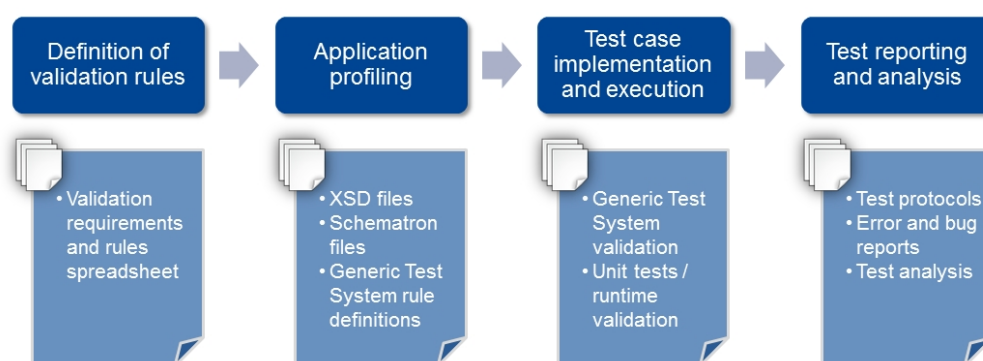 Definition of
validation rules
Application
profiling
Test case
implementation
and execution
Test reporting
and analysis
• Validation
requirements
and rules
spreadsheet
• XSD files
• Schematron
files
• Generic Test
System rule
definitions
• Generic Test
System
validation
• Unit tests /
runtime
validation
• Test protocols
• Error and bug
reports
• Test analysis